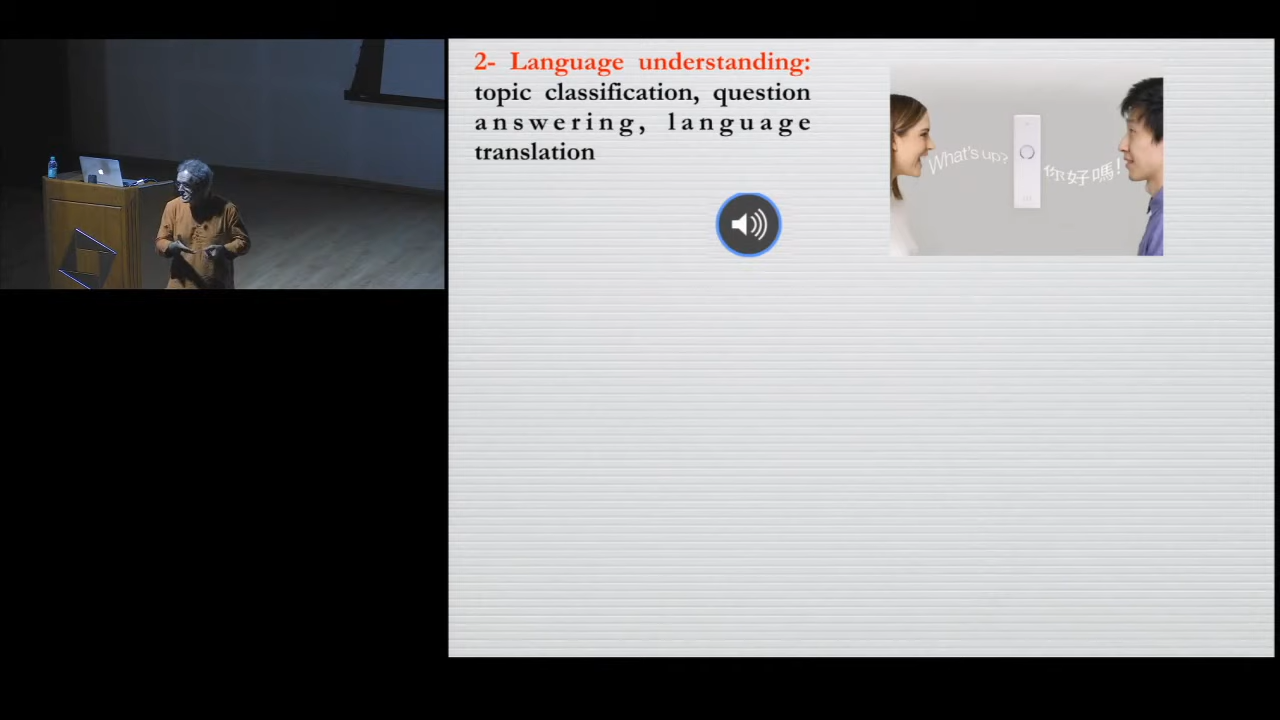 2- Language understanding:
topic classification, question
answering, language
translation
What's up?
你好嗎!